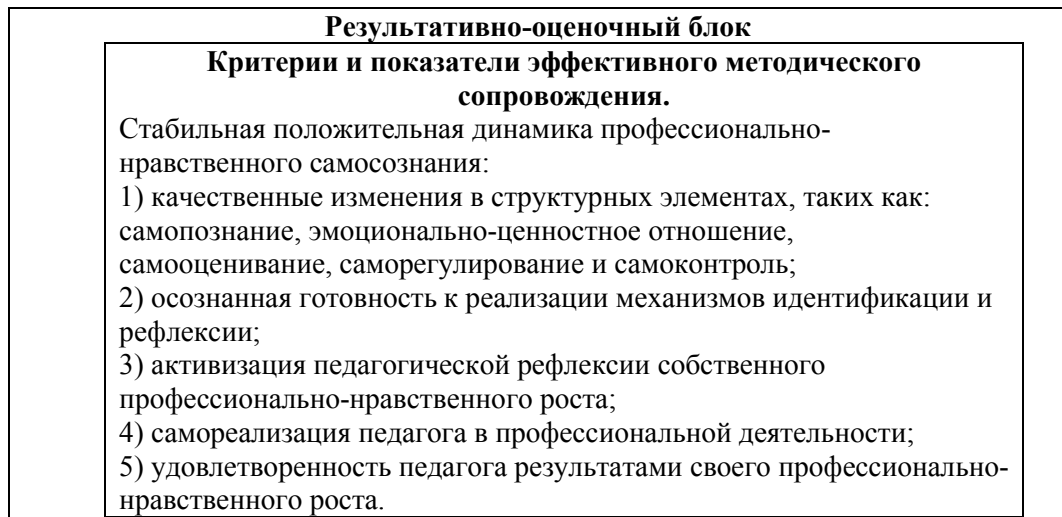 Результативно-оценочный блок
Критерии и показатели эффективного методического
сопровождения.
Стабильная положительная динамика профессионально-
нравственного самосознания:
1) качественные изменения в структурных элементах, таких как:
самопознание, эмоционально-ценностное отношение,
самооценивание, саморегулирование и самоконтроль;
2) осознанная готовность к реализации механизмов идентификации и
рефлексии;
3) активизация педагогической рефлексии собственного
профессионально-нравственного роста;
4) самореализация педагога в профессиональной деятельности;
5) удовлетворенность педагога результатами своего профессионально-
нравственного роста.